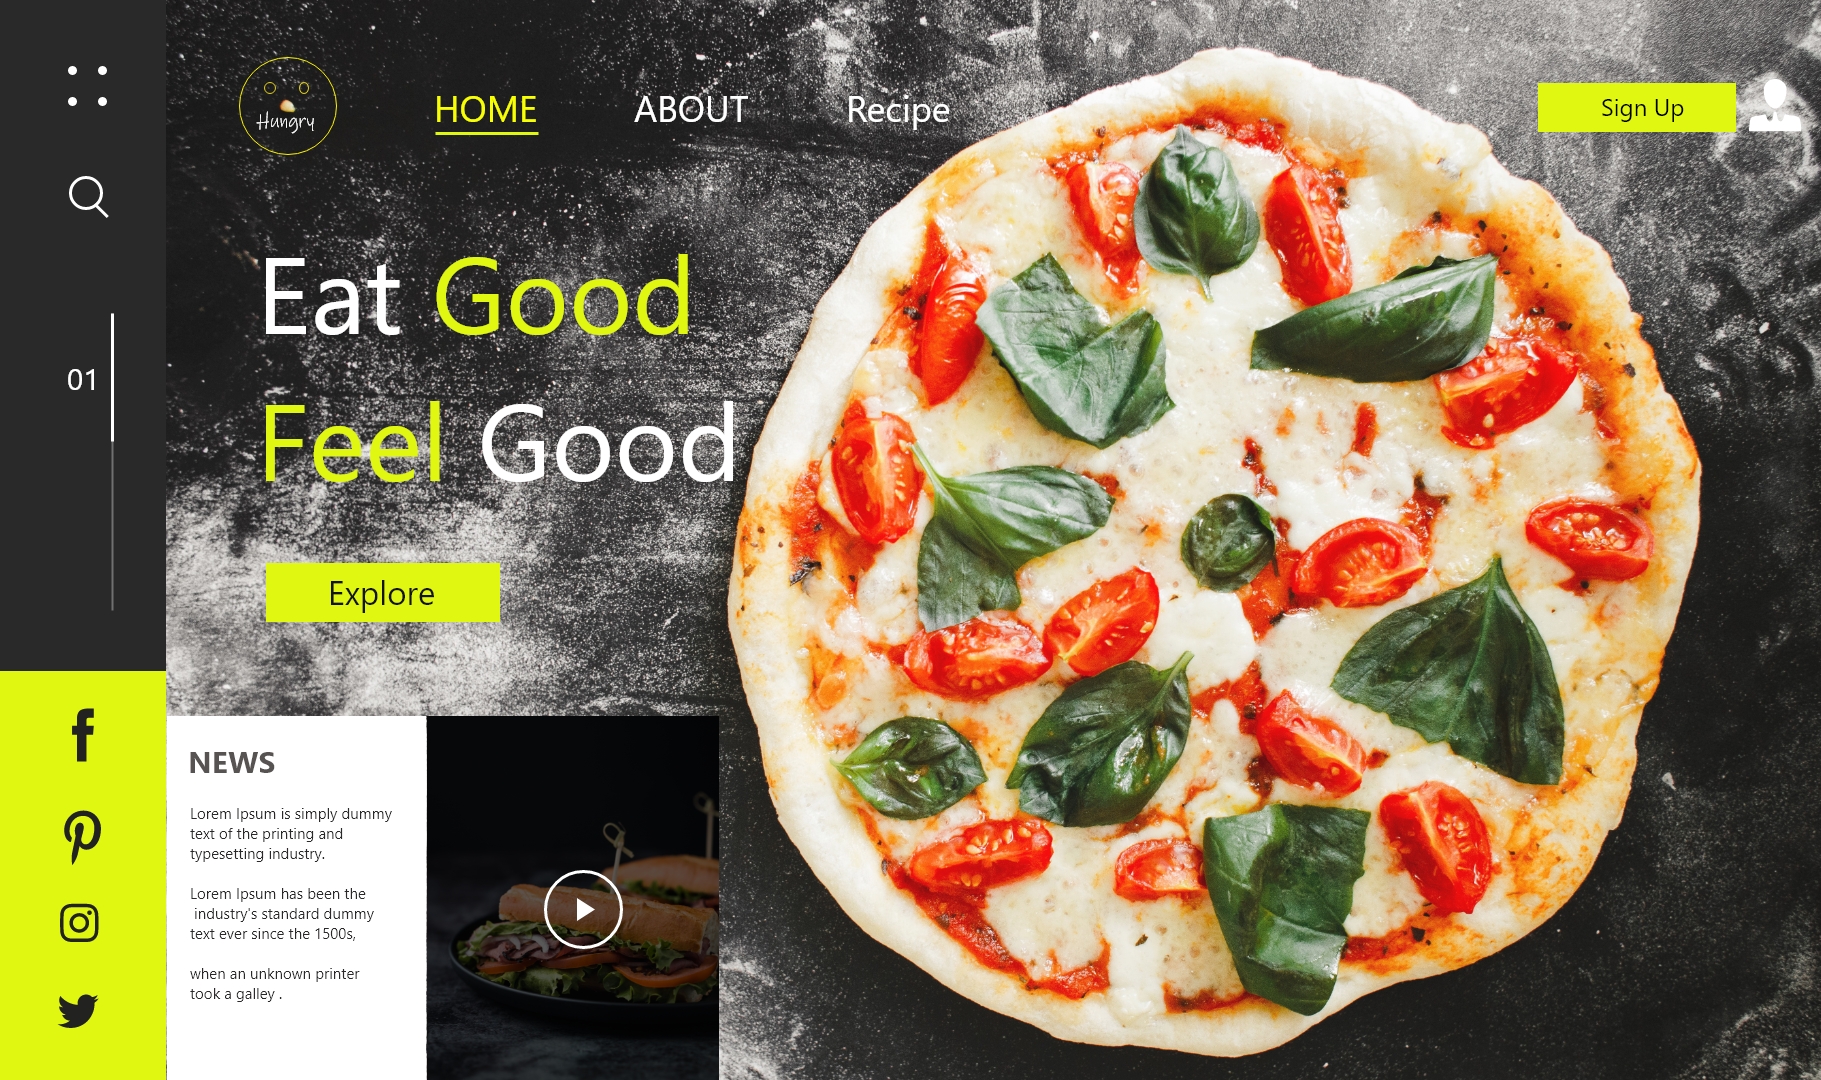 Hungry
HOME
ABOUT
Recipe
Sign Up
Eat Good
Feel Good
01
Explore
NEWS
Lorem Ipsum is simply dummy
text of the printing and
typesetting industry.
Lorem Ipsum has been the
industry's standard dummy
text ever since the 1500s,
when an unknown printer
took a galley .